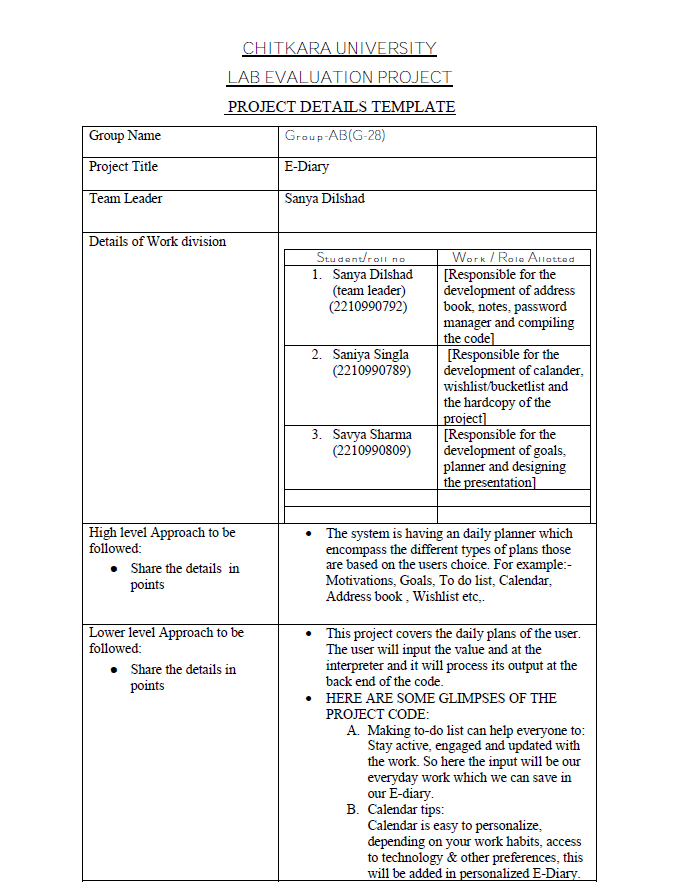 CHITKARA UNIVERSITY
LAB EVALUATION PROJECT
PROJECT DETAILS TEMPLATE
Group Name
Group-AB(G-28)
Project Title
E-Diary
Team Leader
Sanya Dilshad
Details of Work division
Student/roll no
Work / Role Allotted
1. Sanya Dilshad
(team leader)
(2210990792)
[Responsible for the
development of address
book, notes, password
manager and compiling
the code]
2. Saniya Singla
(2210990789)
[Responsible for the
development of calander,
wishlist/bucketlist and
the hardcopy of the
project]
3. Savya Sharma
(2210990809)
[Responsible for the
development of goals,
planner and designing
the presentation]
High level Approach to be
followed:
● Share the details in
points
• The system is having an daily planner which
encompass the different types of plans those
are based on the users choice. For example:-
Motivations, Goals, To do list, Calendar,
Address book , Wishlist etc,.
Lower level Approach to be
followed:
● Share the details in
points
• This project covers the daily plans of the user.
The user will input the value and at the
interpreter and it will process its output at the
back end of the code.
• HERE ARE SOME GLIMPSES OF THE
PROJECT CODE:
A. Making to-do list can help everyone to:
Stay active, engaged and updated with
the work. So here the input will be our
everyday work which we can save in
our E-diary.
B. Calendar tips:
Calendar is easy to personalize,
depending on your work habits, access
to technology & other preferences, this
will be added in personalized E-Diary.